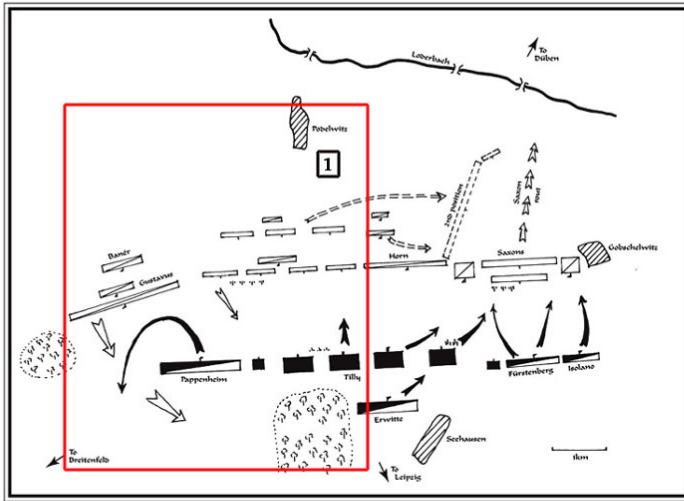 To
Düben
Loderbach
Podelwitz
1
2nd Position
Saxon
rout
Banér
Gustavus
Horn
Saxons
Gobschelwitz
Pappenheim
Tilly
Fürstenberg
Isolano
Erwitte
Seehausen
To
Breitenfeld
To
Leipzig
1km